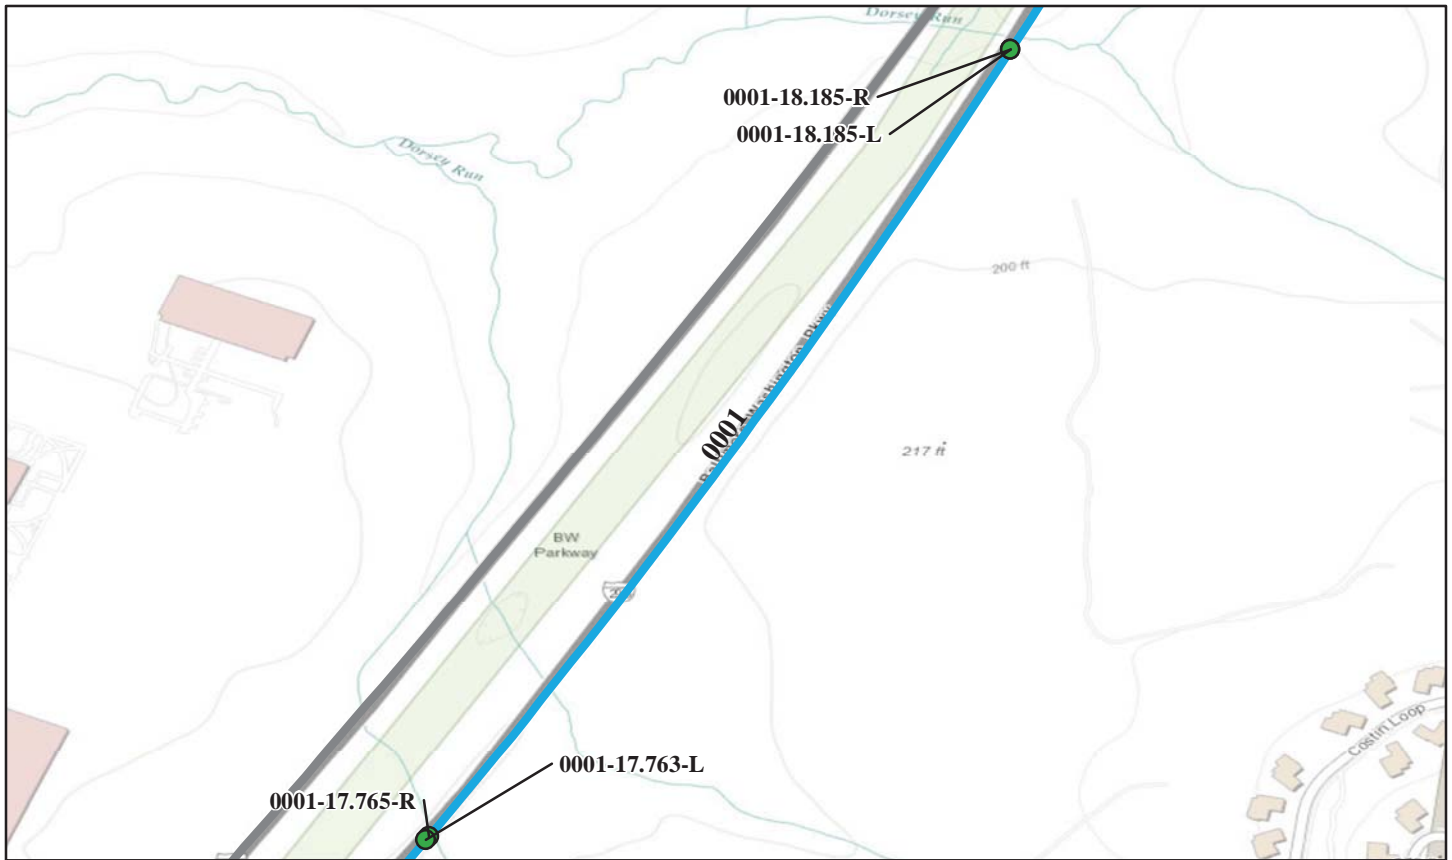 Dorsey Run
0001-18.185-R
0001-18.185-L
Dorsey Run
200 ft
0001
217 ft
BW
Parkway
Costin Loop
0001-17.763-L
0001-17.765-R